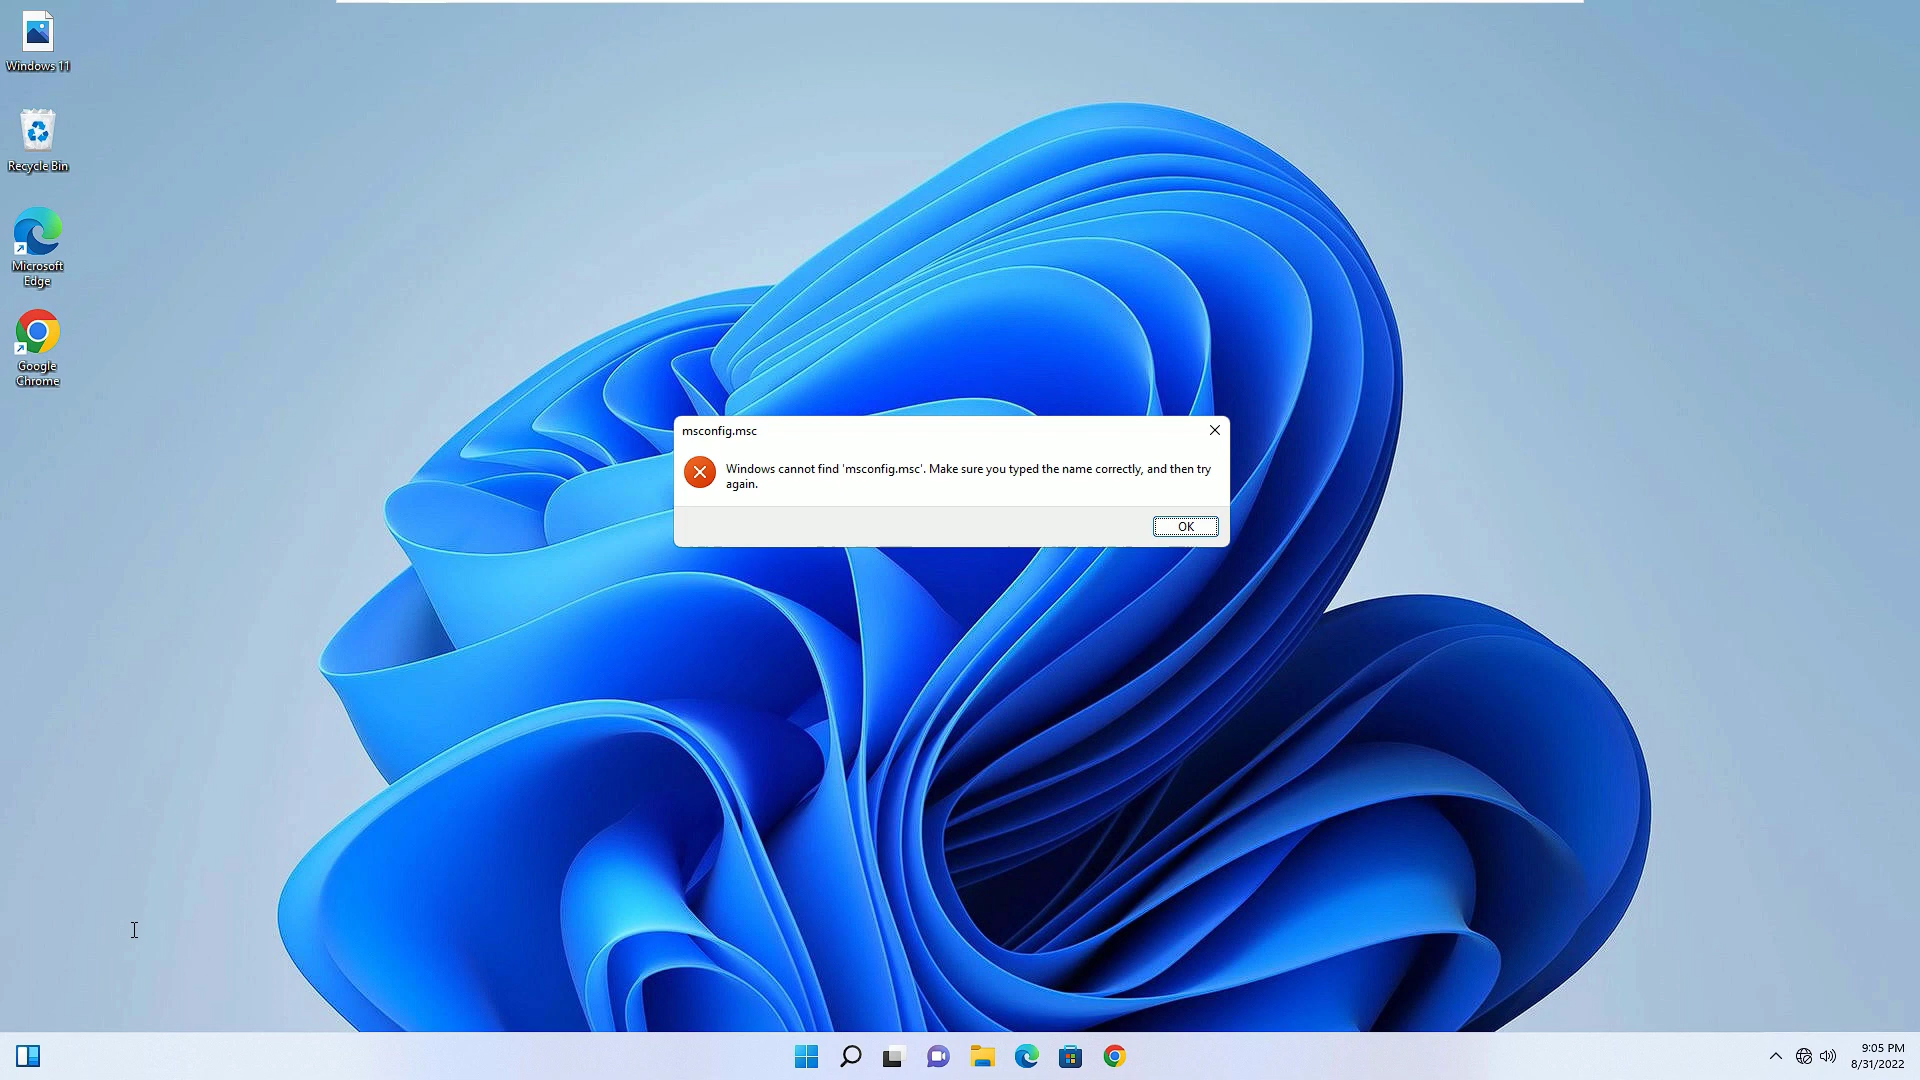 Windows 11
Recycle Bin
Microsoft
Edge
Google
Chrome
msconfig.msc
Windows cannot find 'msconfig.msc'. Make sure you typed the name correctly, and then try
again.
OK
9:05 PM
8/31/2022